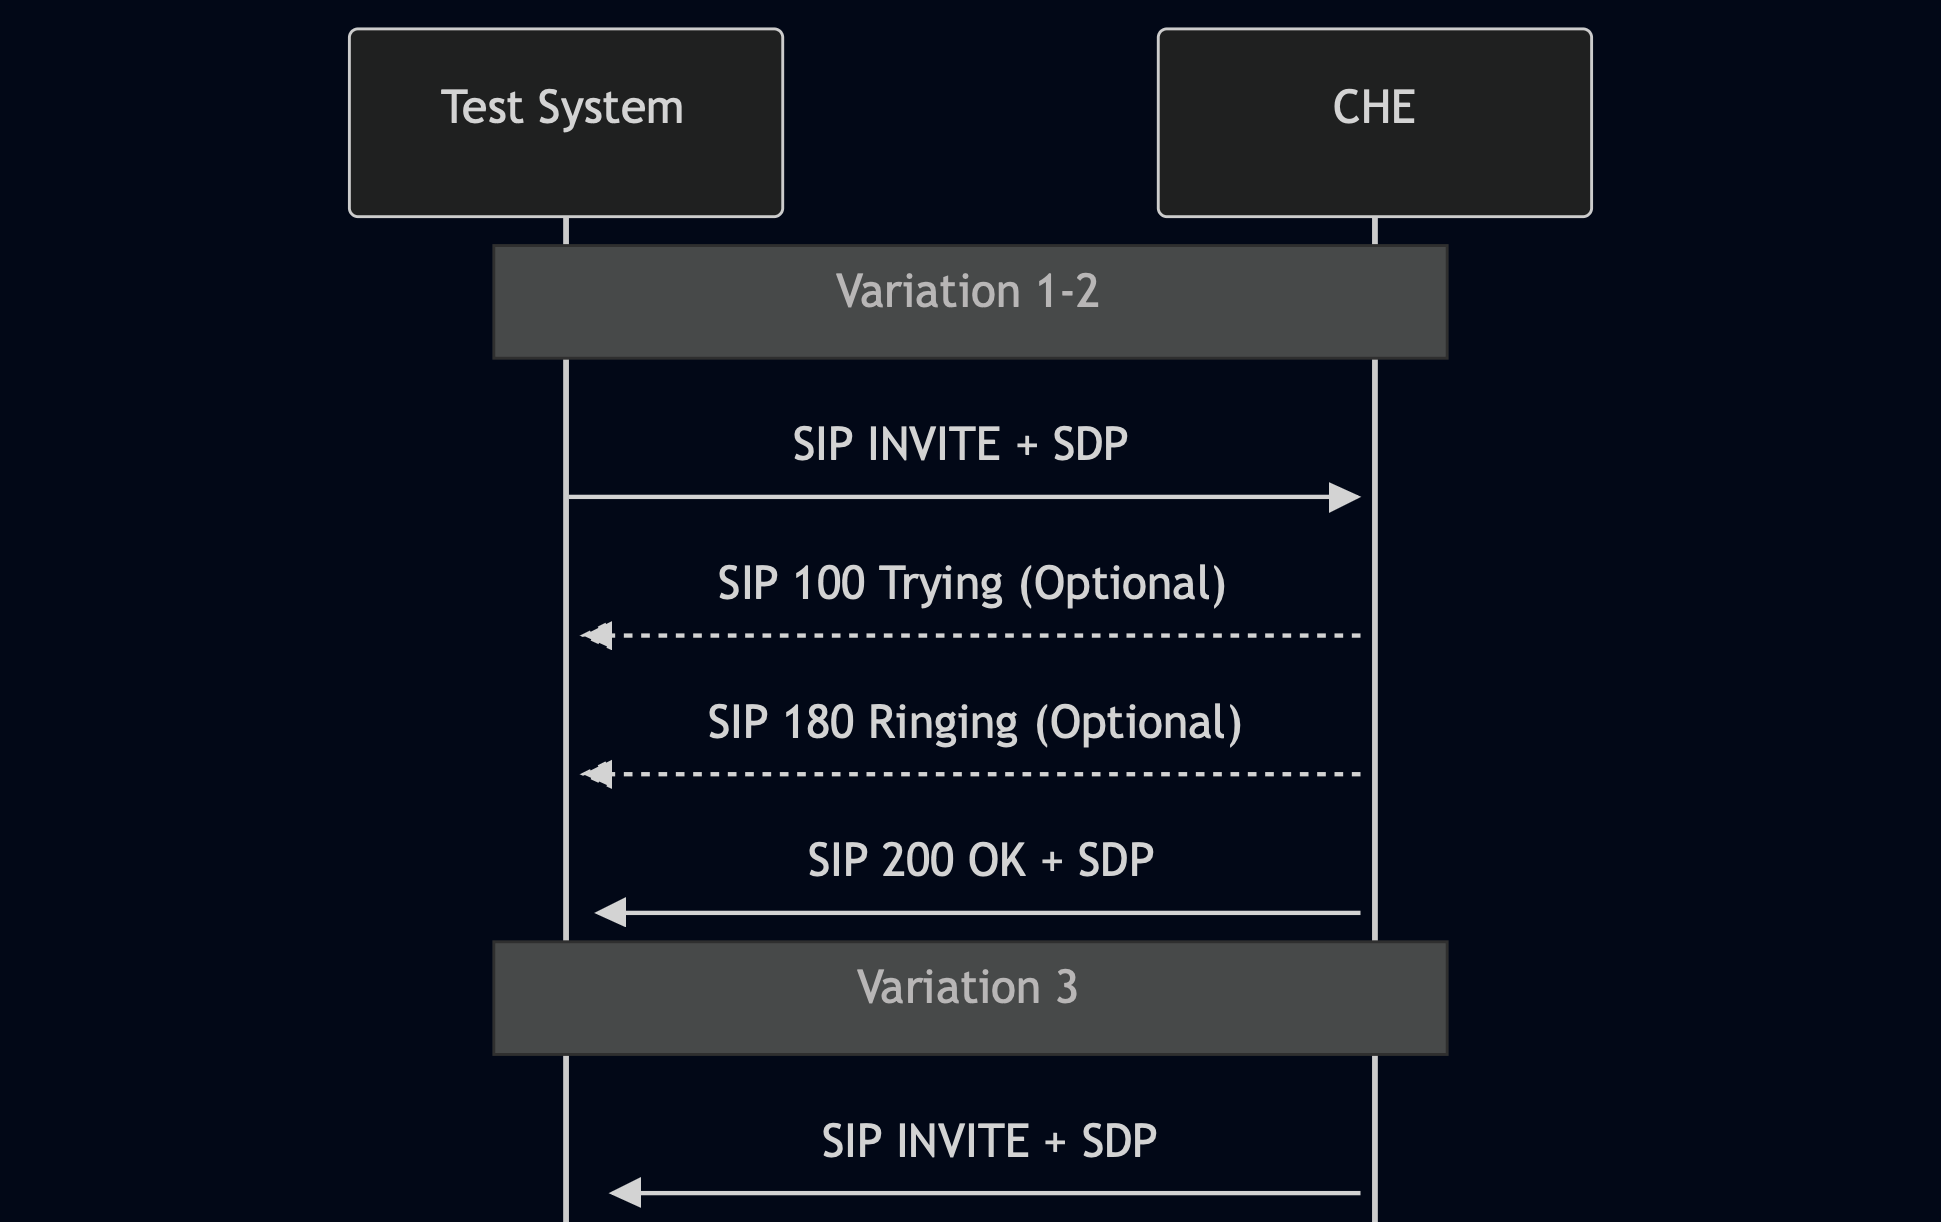 Test System
CHE
Variation 1-2
SIP INVITE + SDP
SIP 100 Trying (Optional)
SIP 180 Ringing (Optional)
SIP 200 OK + SDP
Variation 3
SIP INVITE + SDP